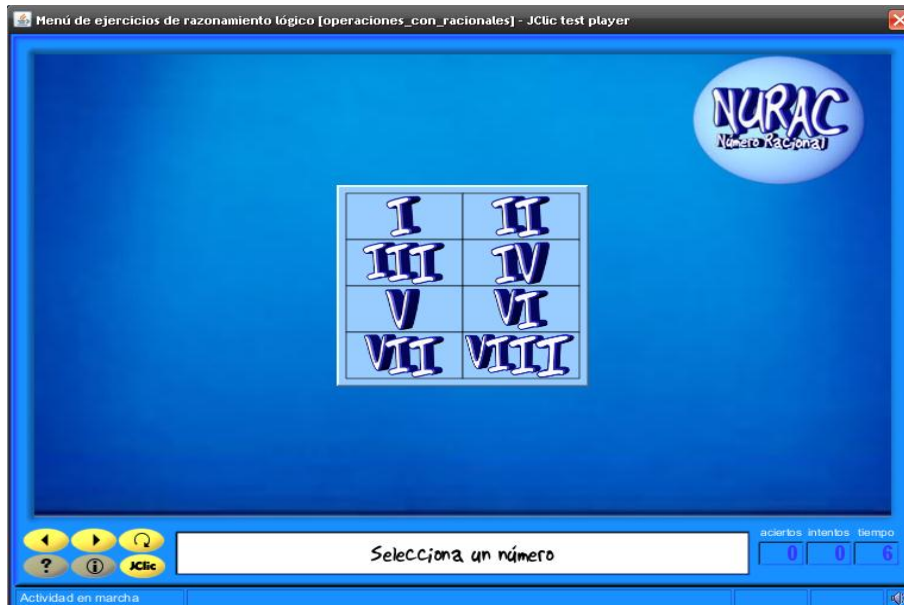 Menú de ejercicios de razonamiento lógico [operaciones_con_racionales] - JClic test player
NURAC
Número Racional
I II
III IV
V VI
VII VIII
Selecciona un número
aciertos intentos tiempo
0 0 6
? i JClic
Actividad en marcha